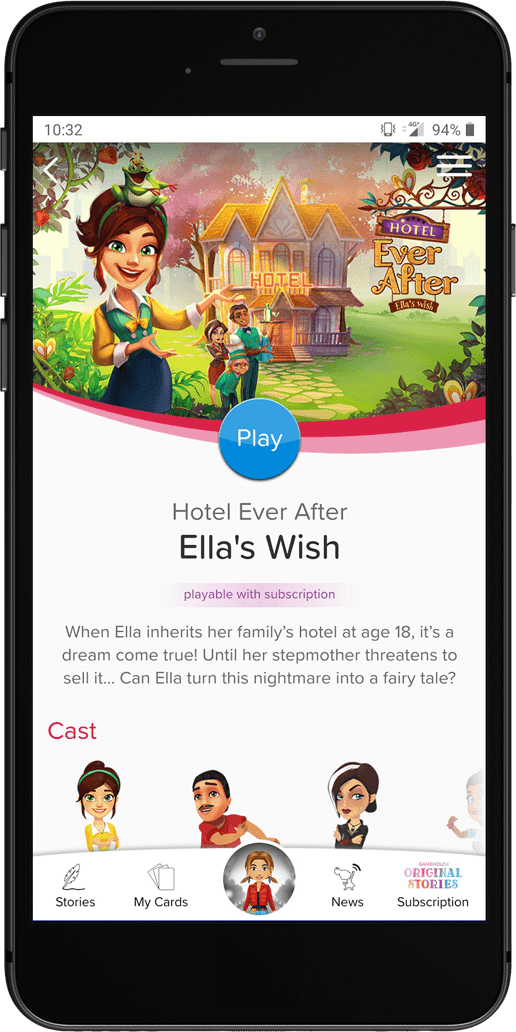 10:32
4G+
94%
HOTEL
HOTEL
Ever
After
Ella's Wish
Play
Hotel Ever After
Ella's Wish
playable with subscription
When Ella inherits her family's hotel at age 18, it's a
dream come true! Until her stepmother threatens to
sell it... Can Ella turn this nightmare into a fairy tale?
Cast
Stories
My Cards
News
GAMEHOUSE
ORIGINAL
STORIES
Subscription